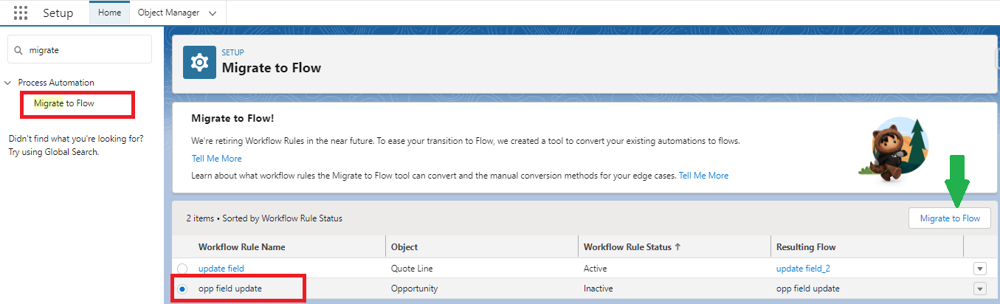 Setup
Home
Object Manager
migrate
Process Automation
Migrate to Flow
Didn't find what you're looking for?
Try using Global Search.
SETUP
Migrate to Flow
Migrate to Flow!
We're retiring Workflow Rules in the near future. To ease your transition to Flow, we created a tool to convert your existing automations to flows.
Tell Me More
Learn about what workflow rules the Migrate to Flow tool can convert and the manual conversion methods for your edge cases. Tell Me More
2 items • Sorted by Workflow Rule Status
Migrate to Flow
Workflow Rule Name Object Workflow Rule Status ↑ Resulting Flow
update field Quote Line Active update field_2
opp field update Opportunity Inactive opp field update